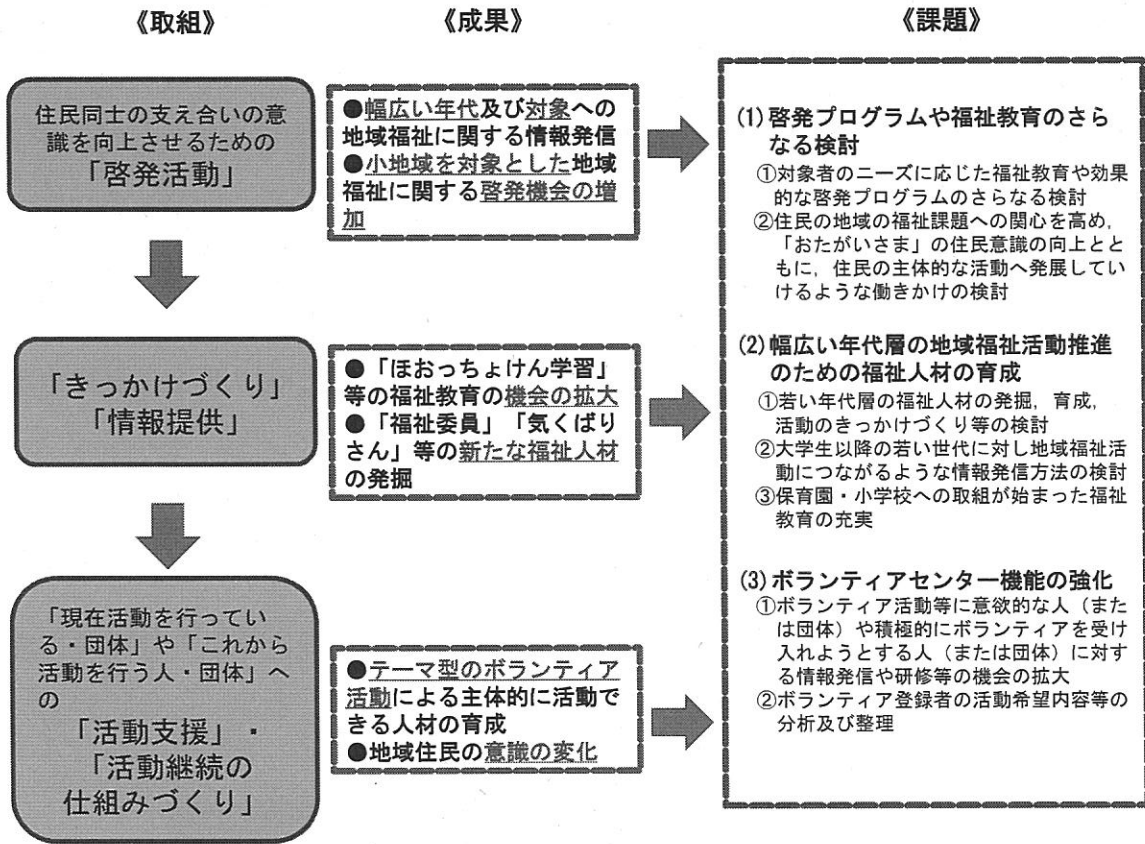 《取組》
《成果》
《課題》
住民同士の支え合いの意
識を向上させるための
「啓発活動」
●幅広い年代及び対象への
地域福祉に関する情報発信
●小地域を対象とした地域
福祉に関する啓発機会の増
加
「きっかけづくり」
「情報提供」
●「ほおっちょけん学習」
等の福祉教育の機会の拡大
●「福祉委員」「気くばり
さん」等の新たな福祉人材
の発掘
「現在活動を行ってい
る・団体」や「これから
活動を行う人・団体」へ
の
「活動支援」・
「活動継続の
仕組みづくり」
●テーマ型のボランティア
活動による主体的に活動で
きる人材の育成
●地域住民の意識の変化
(1)啓発プログラムや福祉教育のさら
なる検討
①対象者のニーズに応じた福祉教育や効果
的な啓発プログラムのさらなる検討
②住民の地域の福祉課題への関心を高め，
「おたがいさま」の住民意識の向上とと
もに，住民の主体的な活動へ発展してい
けるような働きかけの検討
(2)幅広い年代層の地域福祉活動推進
のための福祉人材の育成
①若い年代層の福祉人材の発掘，育成，
活動のきっかけづくり等の検討
②大学生以降の若い世代に対し地域福祉活
動につながるような情報発信方法の検討
③保育園・小学校への取組が始まった福祉
教育の充実
(3)ボランティアセンター機能の強化
①ボランティア活動等に意欲的な人（また
は団体）や積極的にボランティアを受け
入れようとする人（または団体）に対す
る情報発信や研修等の機会の拡大
②ボランティア登録者の活動希望内容等の
分析及び整理